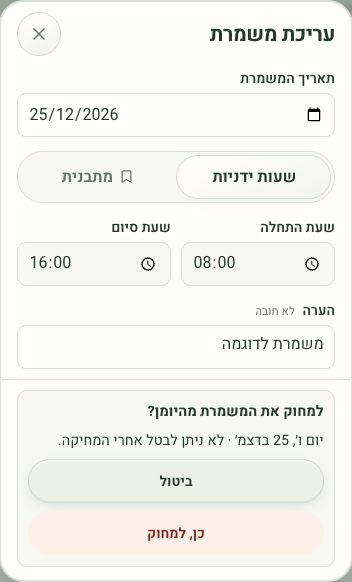 עריכת משמרת
תאריך המשמרת
25/12/2026
שעות ידניות
מתבנית
שעת התחלה
שעת סיום
08:00
16:00
הערה לא חובה
משמרת לדוגמה
למחוק את המשמרת מהיומן?
יום ו׳, 25 בדצמ׳ · לא ניתן לבטל אחרי המחיקה.
ביטול
כן, למחוק